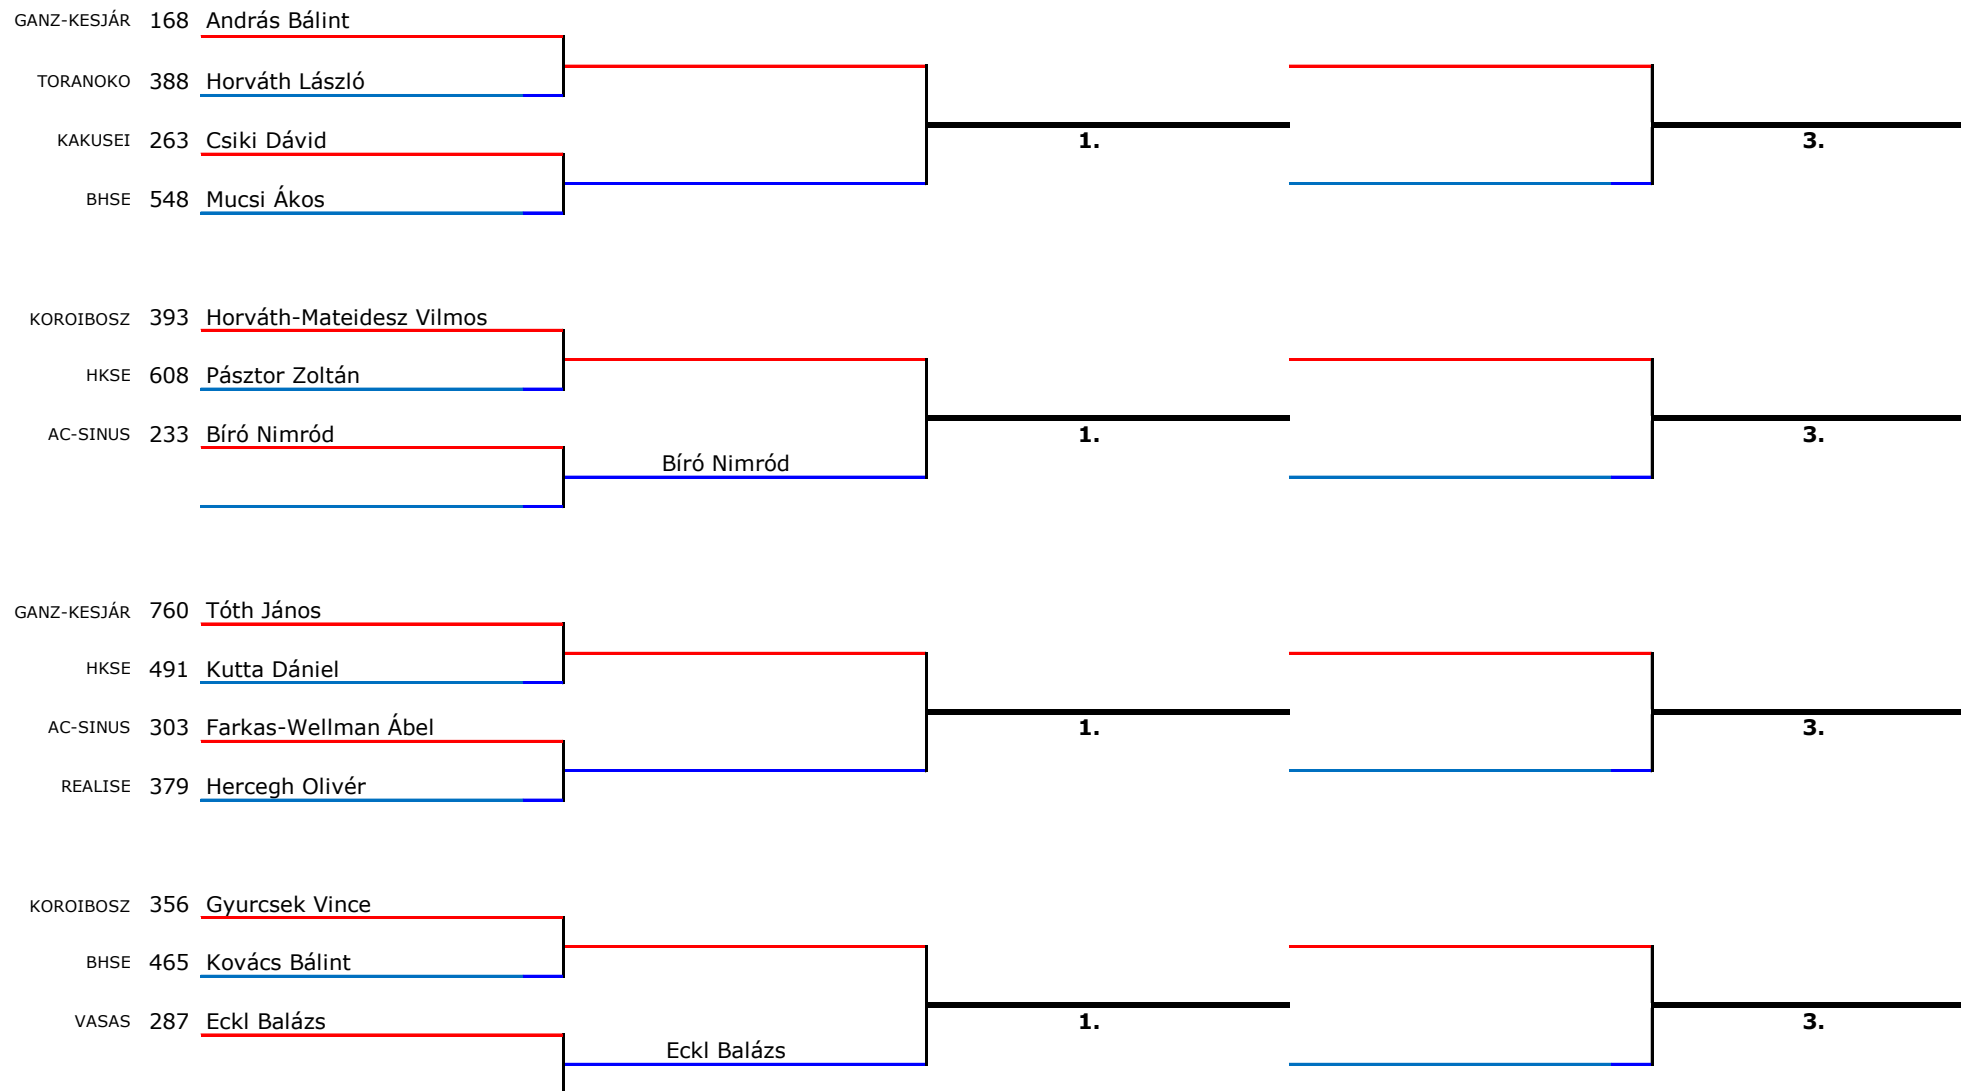 GANZ-KESJÁR 168 András Bálint
TORANOKO 388 Horváth László
KAKUSEI 263 Csiki Dávid 1. 3.
BHSE 548 Mucsi Ákos
KOROIBOSZ 393 Horváth-Mateidesz Vilmos
HKSE 608 Pásztor Zoltán
AC-SINUS 233 Bíró Nimród 1. 3.
Bíró Nimród
GANZ-KESJÁR 760 Tóth János
HKSE 491 Kutta Dániel
AC-SINUS 303 Farkas-Wellman Ábel 1. 3.
REALISE 379 Hercegh Olivér
KOROIBOSZ 356 Gyurcsek Vince
BHSE 465 Kovács Bálint
VASAS 287 Eckl Balázs 1. 3.
Eckl Balázs